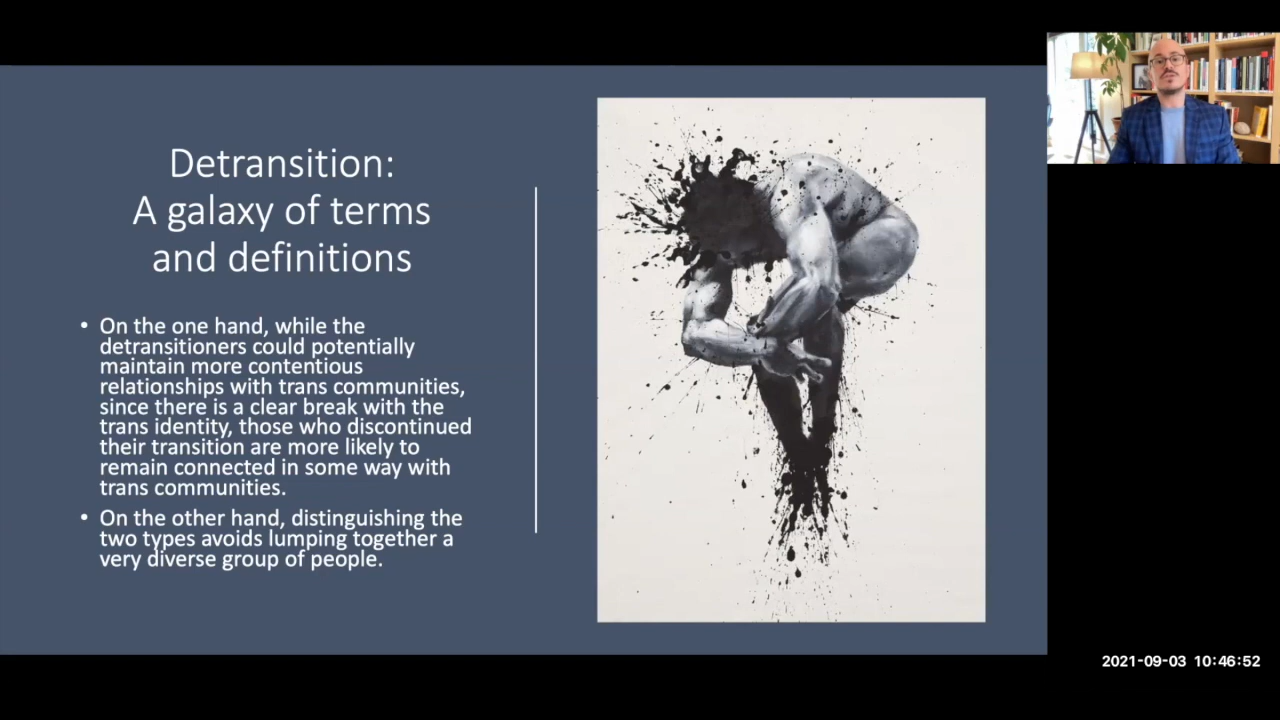 Detransition:
A galaxy of terms
and definitions
• On the one hand, while the
detransitioners could potentially
maintain more contentious
relationships with trans communities,
since there is a clear break with the
trans identity, those who discontinued
their transition are more likely to
remain connected in some way with
trans communities.
• On the other hand, distinguishing the
two types avoids lumping together a
very diverse group of people.
2021-09-03 10:46:52